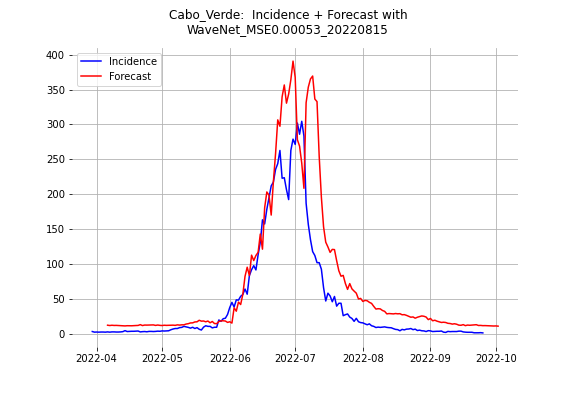 Cabo_Verde:  Incidence + Forecast with
WaveNet_MSE0.00053_20220815
400
350
300
250
200
150
100
50
0
Incidence
Forecast
2022-04 2022-05 2022-06 2022-07 2022-08 2022-09 2022-10